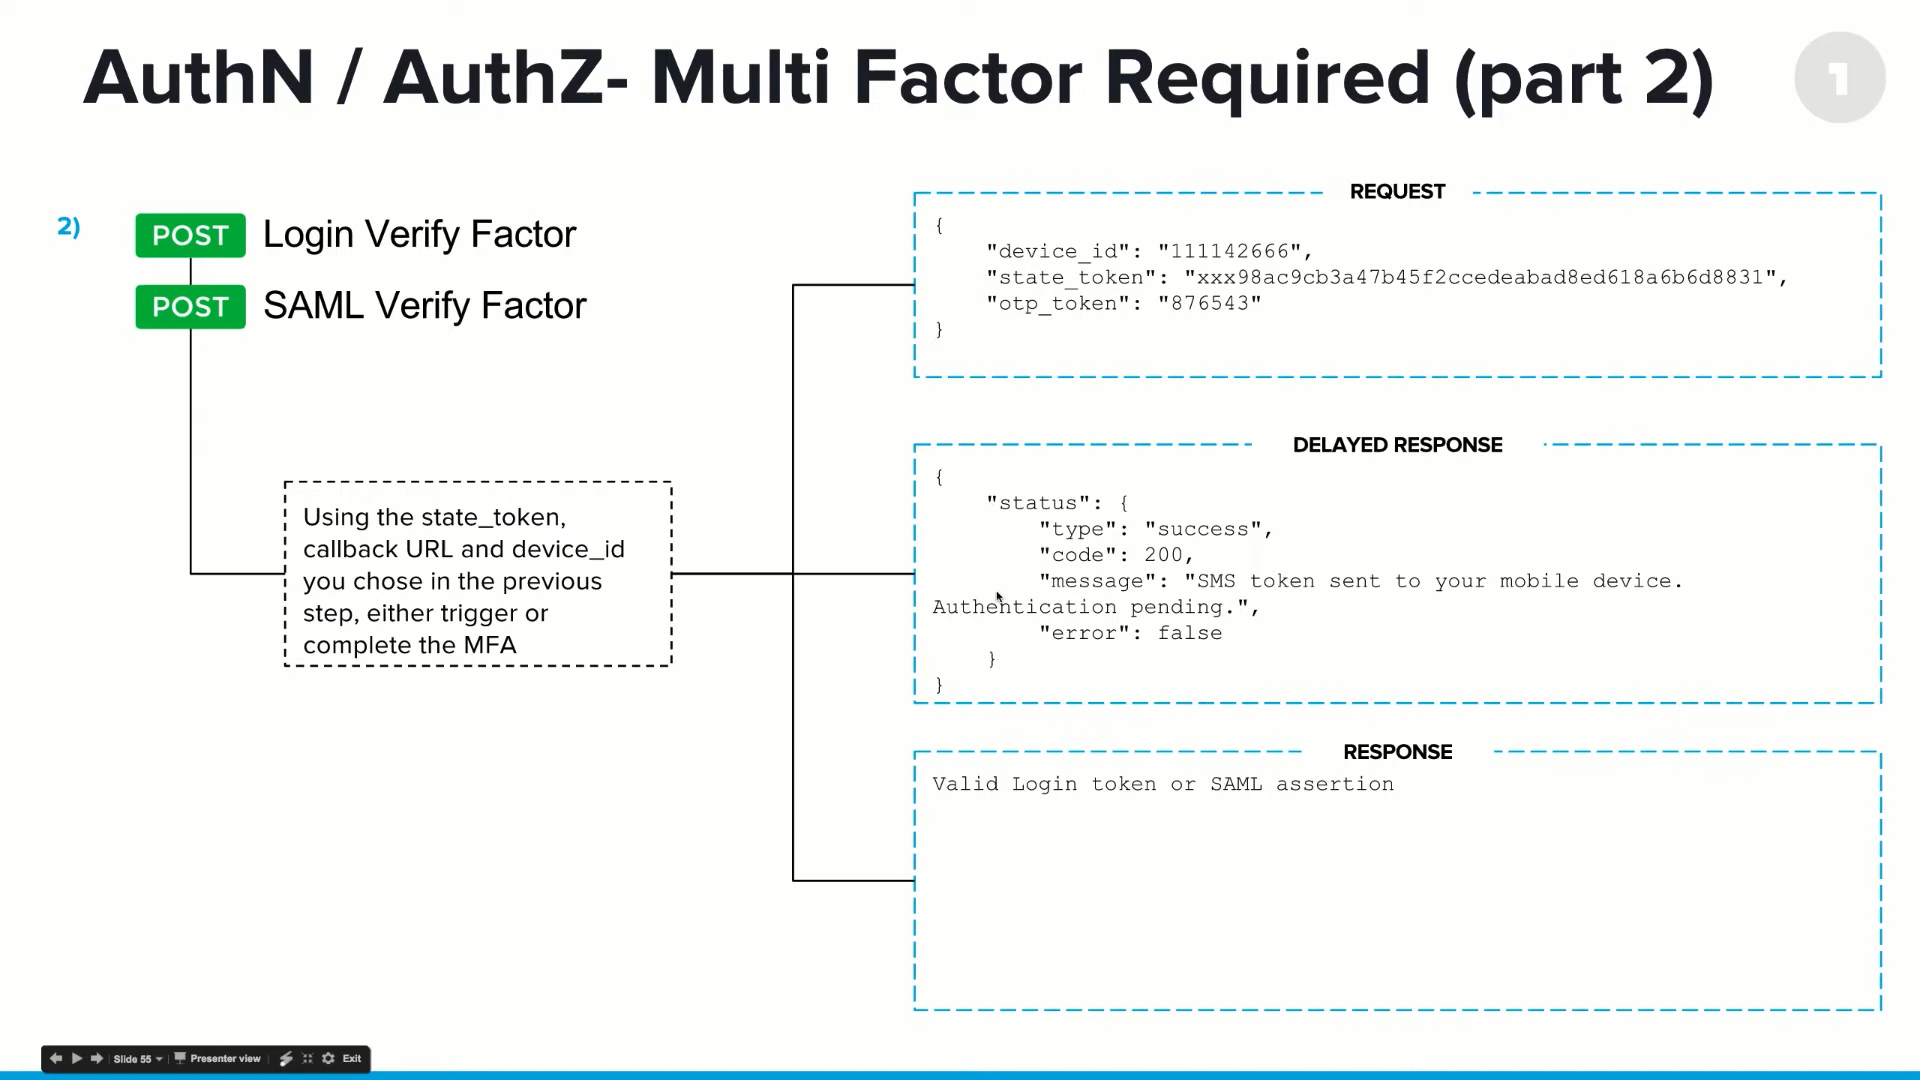 AuthN / AuthZ- Multi Factor Required (part 2)
1
2)
POST Login Verify Factor
POST SAML Verify Factor
Using the state_token,
callback URL and device_id
you chose in the previous
step, either trigger or
complete the MFA
REQUEST
{
"device_id": "111142666",
"state_token": "xxx98ac9cb3a47b45f2ccedeabad8ed618a6b6d8831",
"otp_token": "876543"
}
DELAYED RESPONSE
{
"status": {
"type": "success",
"code": 200,
"message": "SMS token sent to your mobile device.
Authentication pending.",
"error": false
}
}
RESPONSE
Valid Login token or SAML assertion
Slide 55 Presenter view Exit